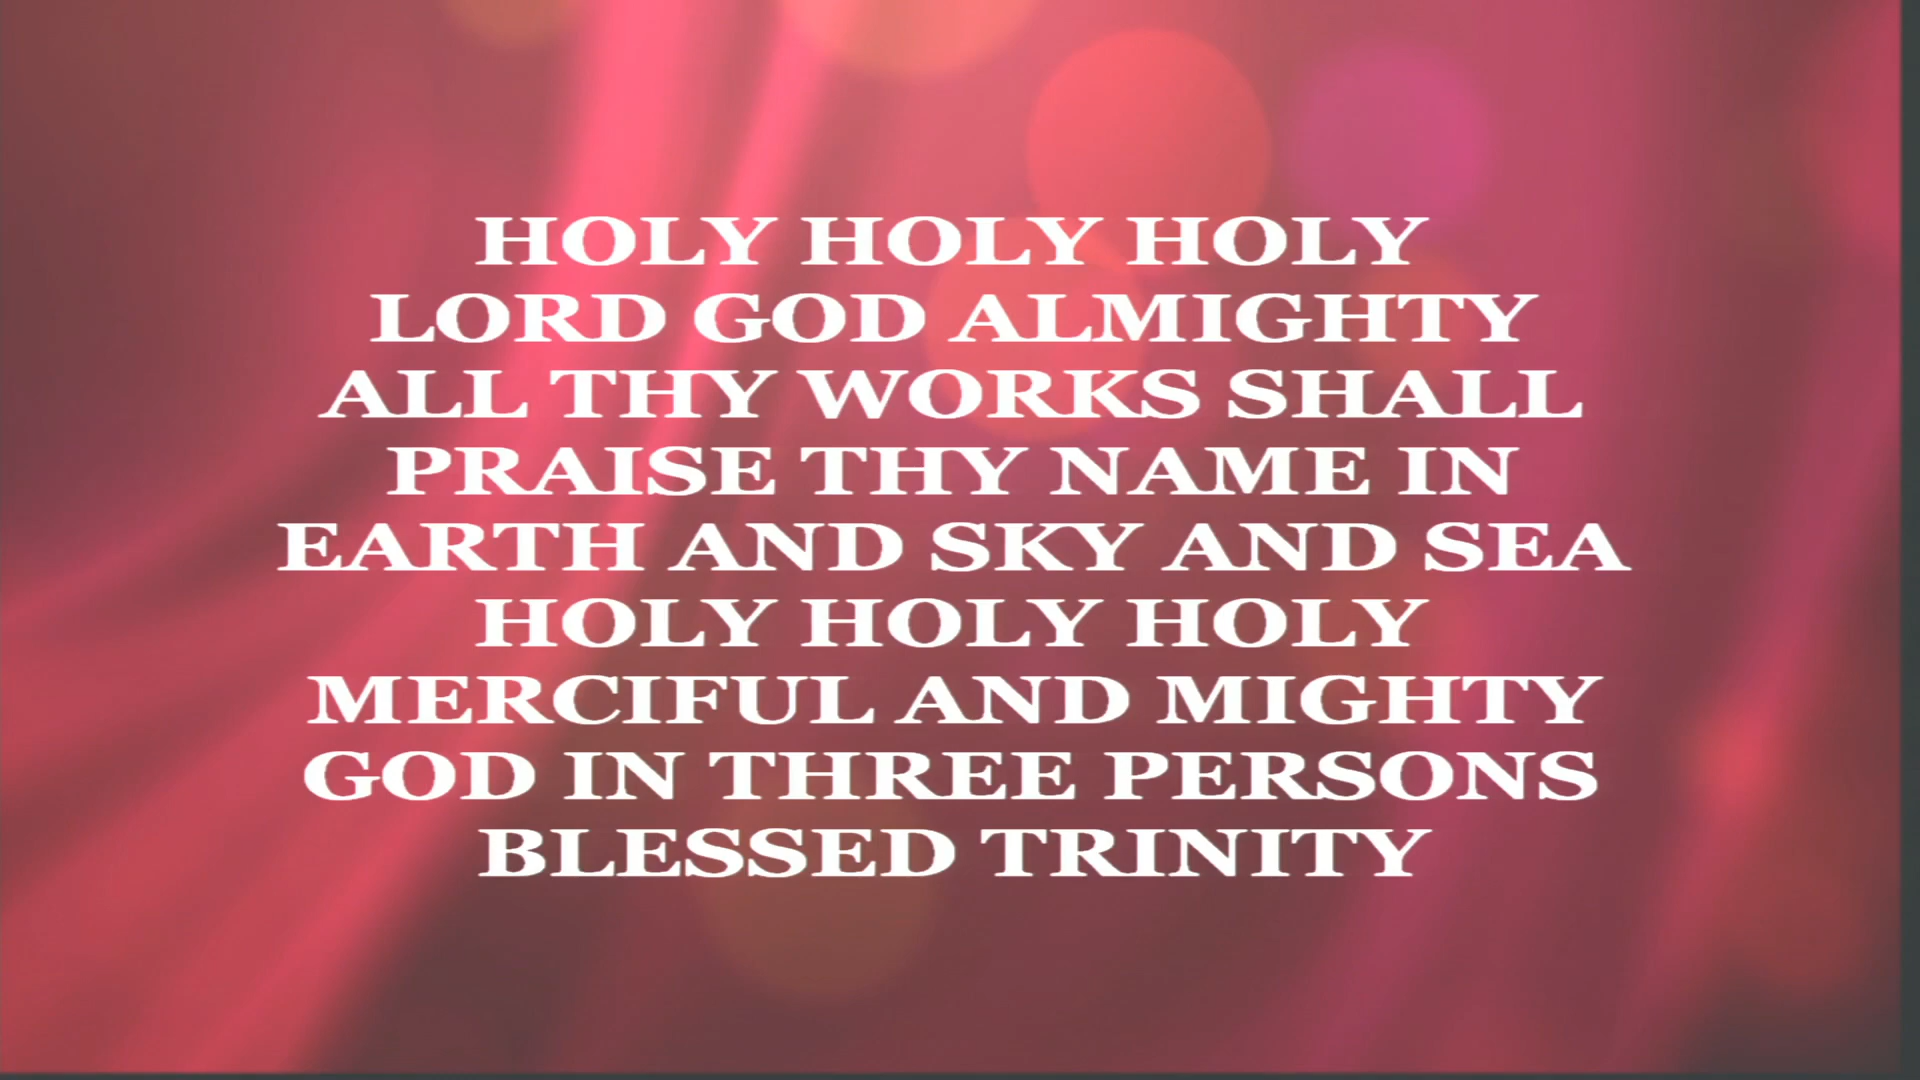 HOLY HOLY HOLY
LORD GOD ALMIGHTY
ALL THY WORKS SHALL
PRAISE THY NAME IN
EARTH AND SKY AND SEA
HOLY HOLY HOLY
MERCIFUL AND MIGHTY
GOD IN THREE PERSONS
BLESSED TRINITY